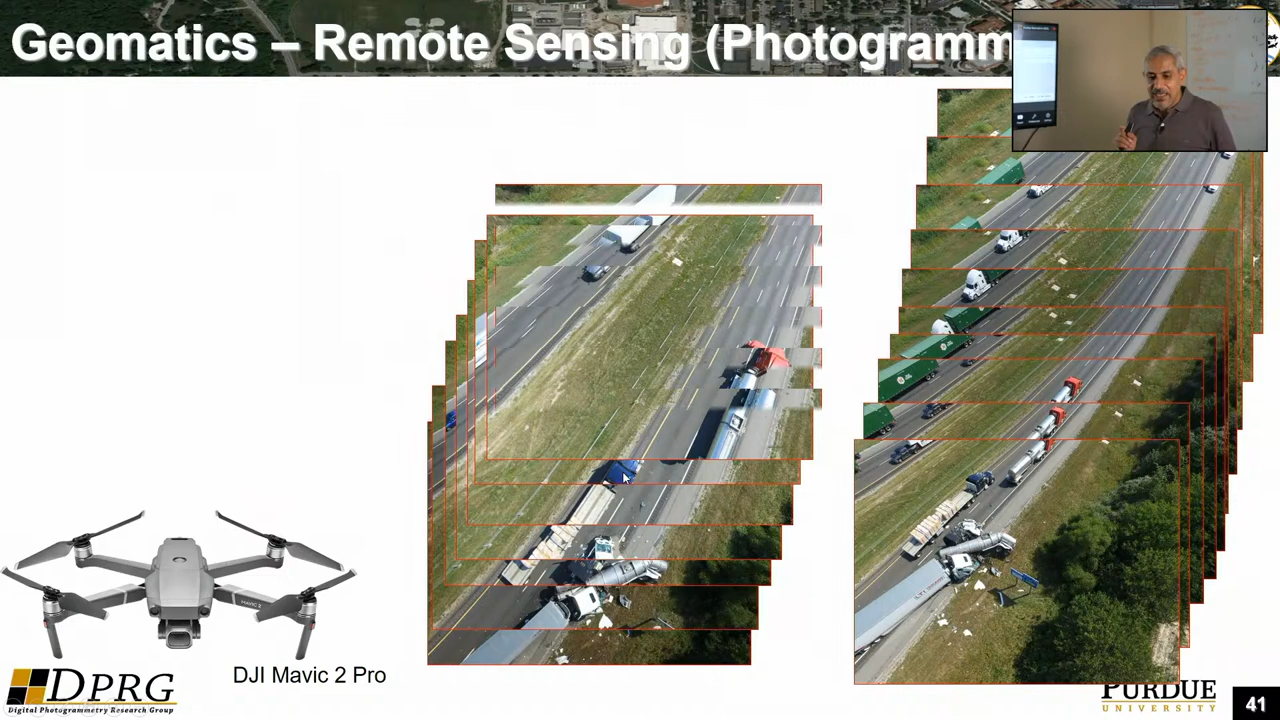 Geomatics – Remote Sensing (Photogramm
DJI Mavic 2 Pro
DPRG
Digital Photogrammetry Research Group
PURDUE
UNIVERSITY
41